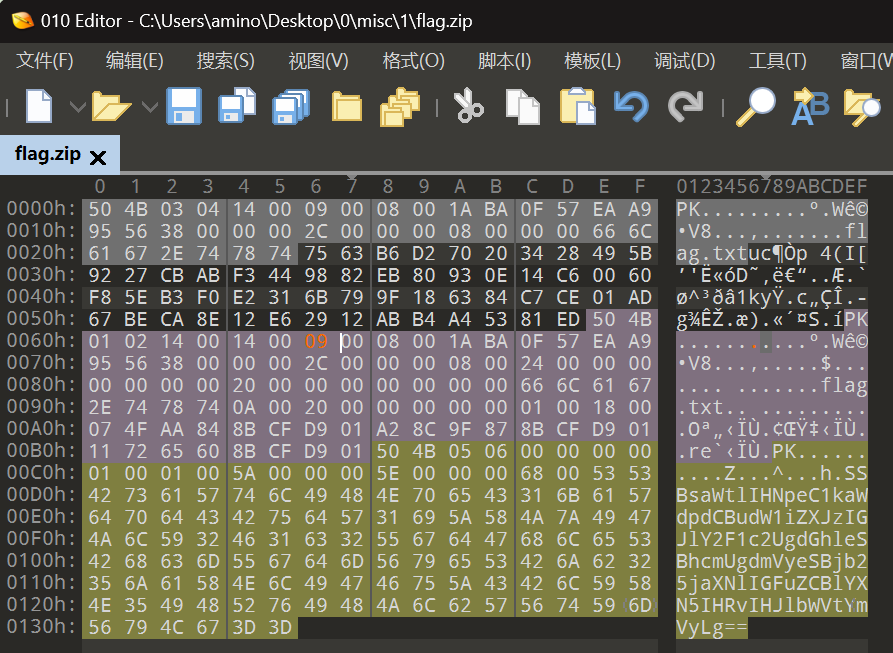 010 Editor - C:\Users\amino\Desktop\0\misc\1\flag.zip
文件(F) 编辑(E) 搜索(S) 视图(V) 格式(O) 脚本(I) 模板(L) 调试(D) 工具(T) 窗口(W
flag.zip
0 1 2 3 4 5 6 7 8 9 A B C D E F 0123456789ABCDEF
0000h: 50 4B 03 04 14 00 09 00 08 00 1A BA 0F 57 EA A9 PK.........º.Wê©
0010h: 95 56 38 00 00 00 2C 00 00 00 08 00 00 00 66 6C •V8...,.......fl
0020h: 61 67 2E 74 78 74 75 63 B6 D2 70 20 34 28 49 5B ag.txtuc¶Òp 4(I[
0030h: 92 27 CB AB F3 44 98 82 EB 80 93 0E 14 C6 00 60 ’'Ë«óD˜‚ë€“..Æ.`
0040h: F8 5E B3 F0 E2 31 6B 79 9F 18 63 84 C7 CE 01 AD ø^³ðâ1kyŸ.c„ÇÎ.-
0050h: 67 BE CA 8E 12 E6 29 12 AB B4 A4 53 81 ED 50 4B g¾ÊŽ.æ).«´¤S.íPK
0060h: 01 02 14 00 14 00 09 00 08 00 1A BA 0F 57 EA A9 ...........º.Wê©
0070h: 95 56 38 00 00 00 2C 00 00 00 08 00 24 00 00 00 •V8...,.....$...
0080h: 00 00 00 00 20 00 00 00 00 00 00 00 66 6C 61 67 .... .......flag
0090h: 2E 74 78 74 0A 00 20 00 00 00 00 00 01 00 18 00 .txt.. .........
00A0h: 07 4F AA 84 8B CF D9 01 A2 8C 9F 87 8B CF D9 01 .Oª„‹ÏÙ.¢ŒŸ‡‹ÏÙ.
00B0h: 11 72 65 60 8B CF D9 01 50 4B 05 06 00 00 00 00 .re`‹ÏÙ.PK......
00C0h: 01 00 01 00 5A 00 00 00 5E 00 00 00 68 00 53 53 ....Z...^...h.SS
00D0h: 42 73 61 57 74 6C 49 48 4E 70 65 43 31 6B 61 57 BsaWtlIHNpeC1kaW
00E0h: 64 70 64 43 42 75 64 57 31 69 5A 58 4A 7A 49 47 dpdCBudW1iZXJzIG
00F0h: 4A 6C 59 32 46 31 63 32 55 67 64 47 68 6C 65 53 JlY2F1c2UgdGhleS
0100h: 42 68 63 6D 55 67 64 6D 56 79 65 53 42 6A 62 32 BhcmUgdmVyeSBjb2
0110h: 35 6A 61 58 4E 6C 49 47 46 75 5A 43 42 6C 59 58 5jaXNlIGFuZCBlYX
0120h: 4E 35 49 48 52 76 49 48 4A 6C 62 57 56 74 59 6D N5IHRvIHJlbWVtYm
0130h: 56 79 4C 67 3D 3D VyLg==